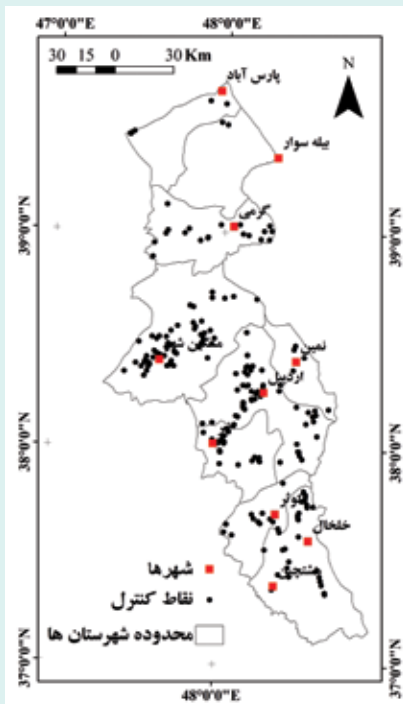 47°0'0"E 48°0'0"E
30 15 0 30 Km
N
پارس آباد
بیله سوار
گرمی
39°0'0"N 39°0'0"N
نمین
اردبیل
38°0'0"N 38°0'0"N
خلخال
شهرها
نقاط کنترل
محدوده شهرستان ها
37°0'0"N 37°0'0"N
48°0'0"E